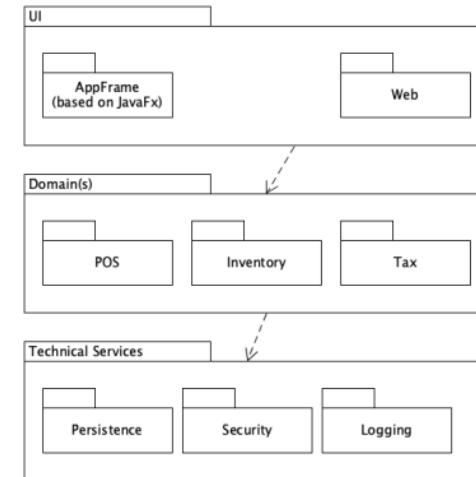 UI
AppFrame
(based on JavaFx)
Web
Domain(s)
POS
Inventory
Tax
Technical Services
Persistence
Security
Logging